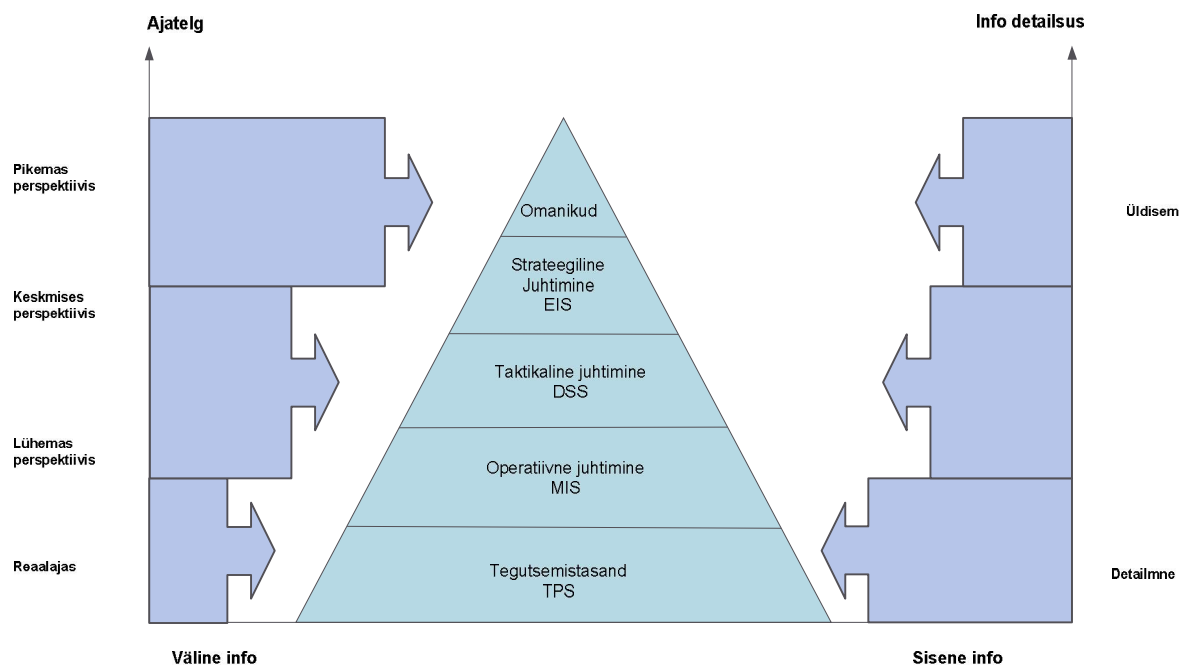 Ajatelg
Info detailsus
Pikemas
perspektiivis
Omanikud
Üldisem
Strateegiline
Juhtimine
EIS
Keskmises
perspektiivis
Taktikaline juhtimine
DSS
Lühemas
perspektiivis
Operatiivne juhtimine
MIS
Reaalajas
Tegutsemistasand
TPS
Detailmne
Väline info
Sisene info